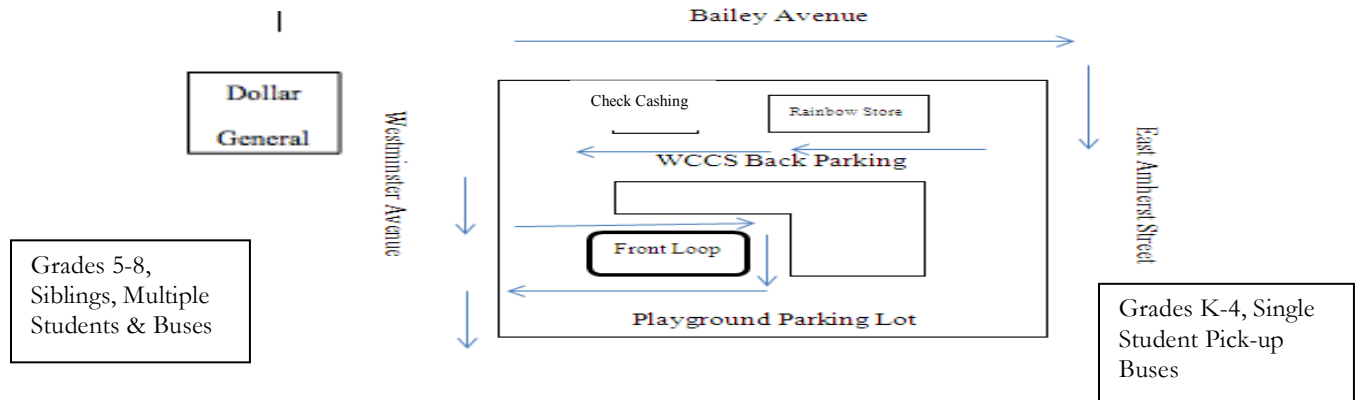 Bailey Avenue
Dollar
General
Check Cashing
Rainbow Store
Westminster Avenue
WCCS Back Parking
East Amherst Street
Front Loop
Grades 5-8,
Siblings, Multiple
Students & Buses
Playground Parking Lot
Grades K-4, Single
Student Pick-up
Buses